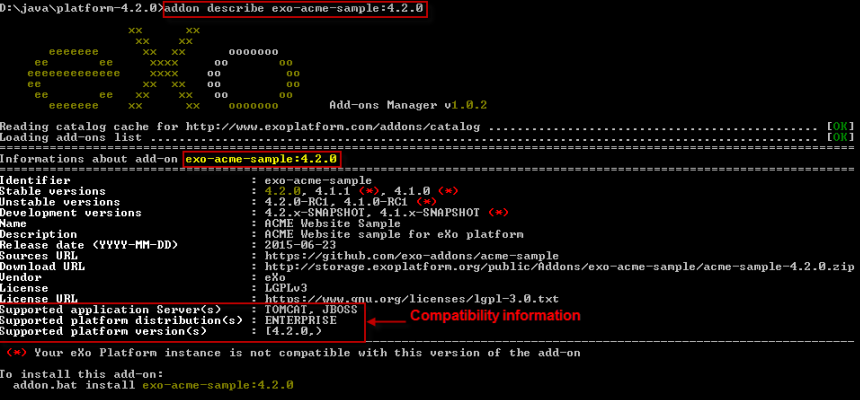 D:\java\platform-4.2.0>addon describe exo-acme-sample:4.2.0
xx xx
xx xx
eeeeeee xx xx ooooooo
ee ee xxxx oo oo
eeeeeeeeeeeee xx oo oo
ee xx xx oo oo
ee ee xx xx oo oo
eeeeeee xx xx ooooooo Add-ons Manager v1.0.2
Reading catalog cache for http://www.exoplatform.com/addons/catalog ............................................. [OK]
Loading add-ons list ............................................................................................ [OK]
Informations about add-on exo-acme-sample:4.2.0
Identifier : exo-acme-sample
Stable versions : 4.2.0, 4.1.1 (*), 4.1.0 (*)
Unstable versions : 4.2.0-RC1, 4.1.0-RC1 (*)
Development versions : 4.2.x-SNAPSHOT, 4.1.x-SNAPSHOT (*)
Name : ACME Website Sample
Description : ACME Website sample for eXo platform
Release date (YYYY-MM-DD) : 2015-06-23
Sources URL : https://github.com/exo-addons/acme-sample
Download URL : http://storage.exoplatform.org/public/Addons/exo-acme-sample/acme-sample-4.2.0.zip
Vendor : eXo
License : LGPLv3
License URL : https://www.gnu.org/licenses/lgpl-3.0.txt
Supported application Server(s) : TOMCAT, JBOSS
Supported platform distribution(s) : ENTERPRISE
Supported platform version(s) : [4.2.0,)
Compatibility information
(*) Your eXo Platform instance is not compatible with this version of the add-on
To install this add-on:
addon.bat install exo-acme-sample:4.2.0